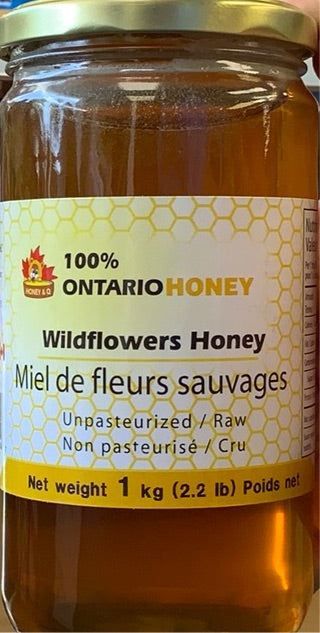 100%
ONTARIO HONEY
HONEY & Q
Wildflowers Honey
Miel de fleurs sauvages
Unpasteurized / Raw
Non pasteurisé / Cru
Net weight 1 kg (2.2 lb) Poids net